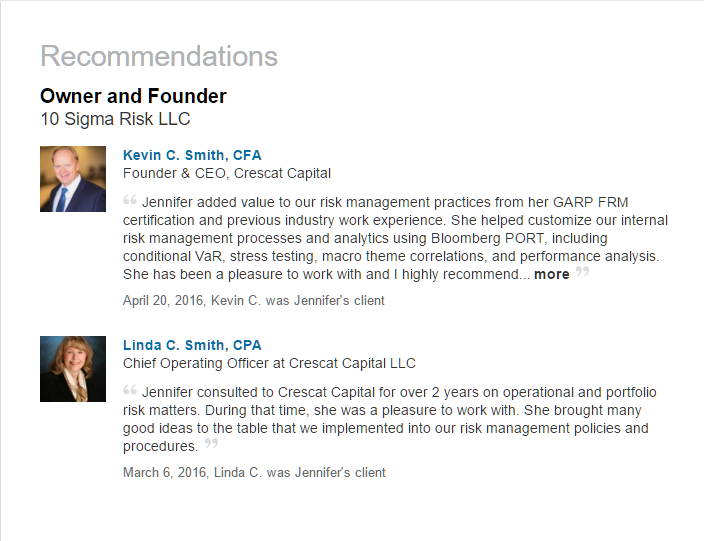 Recommendations
Owner and Founder
10 Sigma Risk LLC
Kevin C. Smith, CFA
Founder & CEO, Crescat Capital
“ Jennifer added value to our risk management practices from her GARP FRM
certification and previous industry work experience. She helped customize our internal
risk management processes and analytics using Bloomberg PORT, including
conditional VaR, stress testing, macro theme correlations, and performance analysis.
She has been a pleasure to work with and I highly recommend... more ”
April 20, 2016, Kevin C. was Jennifer's client
Linda C. Smith, CPA
Chief Operating Officer at Crescat Capital LLC
“ Jennifer consulted to Crescat Capital for over 2 years on operational and portfolio
risk matters. During that time, she was a pleasure to work with. She brought many
good ideas to the table that we implemented into our risk management policies and
procedures. ”
March 6, 2016, Linda C. was Jennifer's client